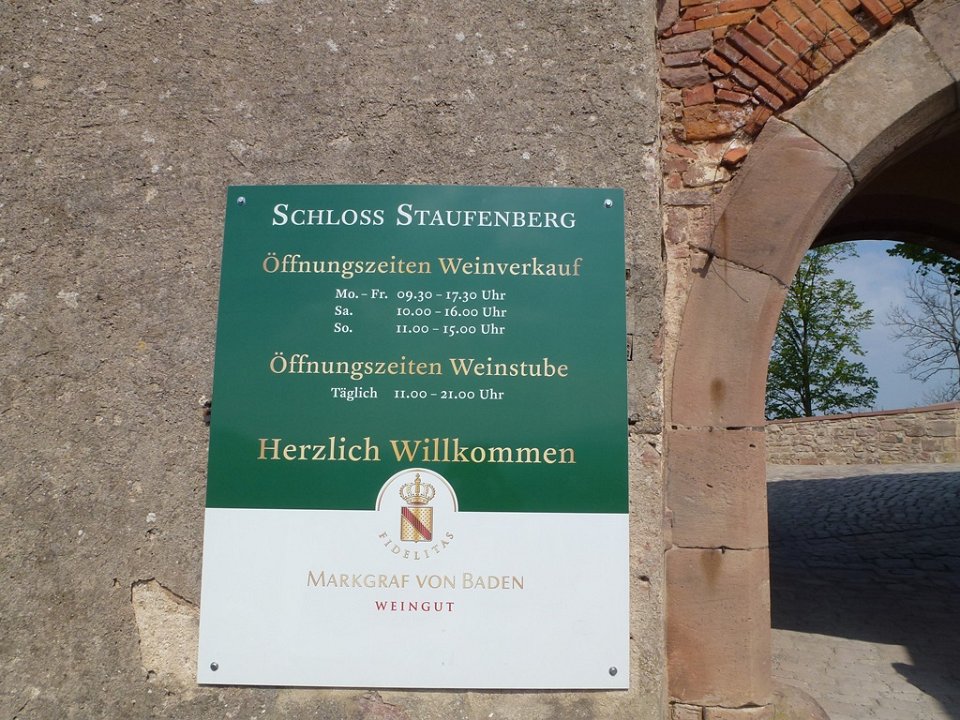 Schloss Staufenberg
Öffnungszeiten Weinverkauf
Mo. – Fr. 09.30 – 17.30 Uhr
Sa. 10.00 – 16.00 Uhr
So. 11.00 – 15.00 Uhr
Öffnungszeiten Weinstube
Täglich 11.00 – 21.00 Uhr
Herzlich Willkommen
FIDELITAS
Markgraf von Baden
WEINGUT